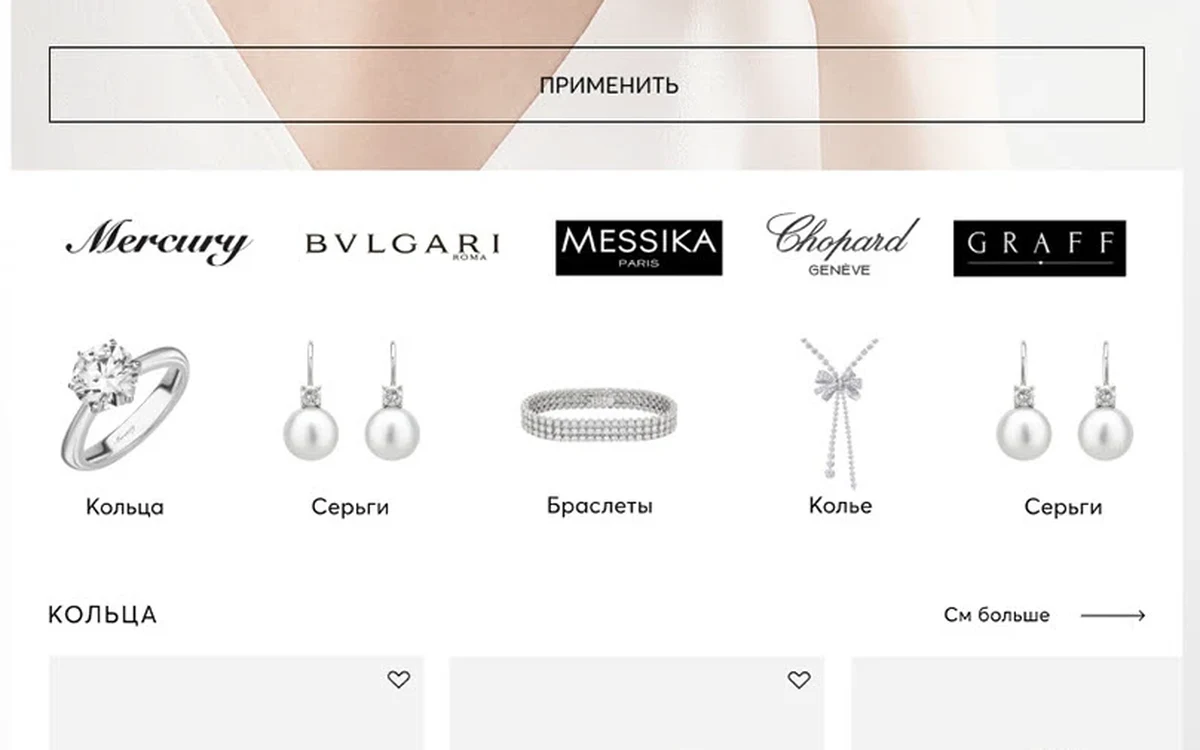 ПРИМЕНИТЬ
Mercury
BVLGARI
ROMA
MESSIKA
PARIS
Chopard
GENÈVE
GRAFF
Кольца
Серьги
Браслеты
Колье
Серьги
КОЛЬЦА
См больше